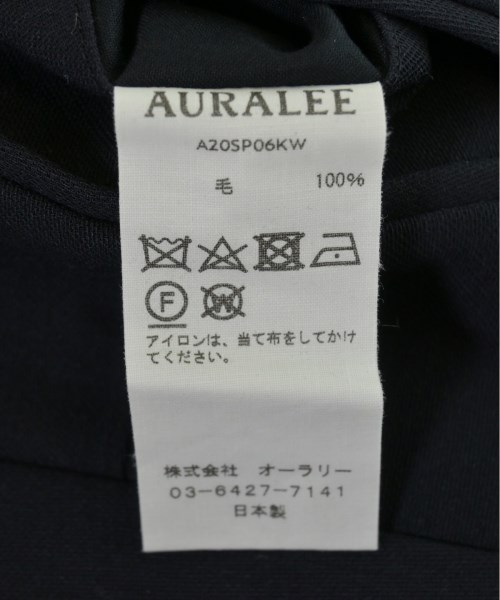 AURALEE
A20SP06KW
毛 100%
F W
アイロンは、当て布をしてかけ
てください。
株式会社 オーラリー
03-6427-7141
日本製